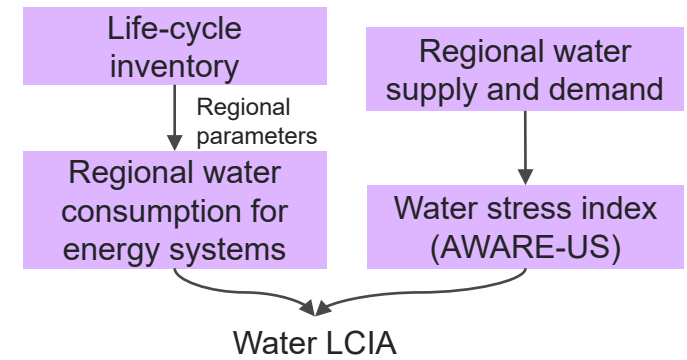 Life-cycle
inventory
Regional water
supply and demand
Regional
parameters
Regional water
consumption for
energy systems
Water stress index
(AWARE-US)
Water LCIA